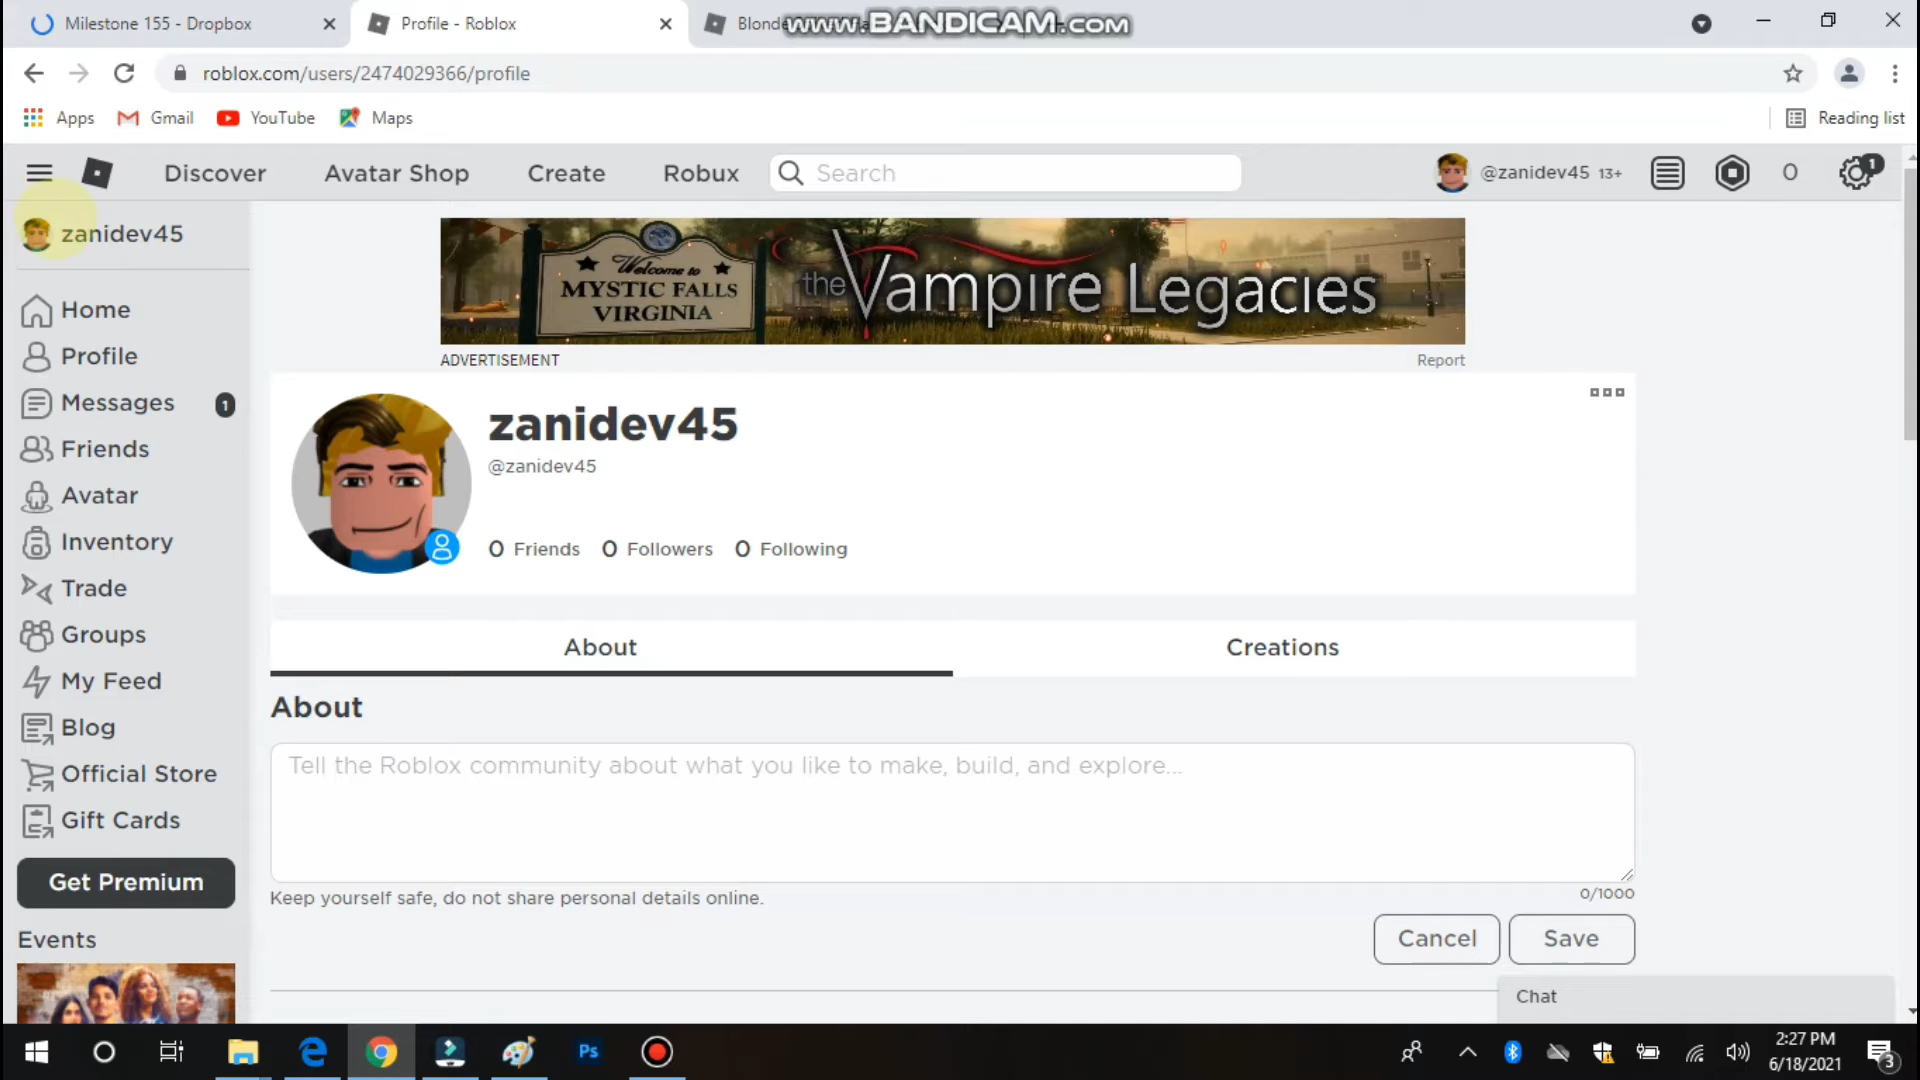 Milestone 155 - Dropbox
Profile - Roblox
Blonde
www.BANDICAM.com
roblox.com/users/2474029366/profile
Apps
Gmail
YouTube
Maps
Reading list
Discover
Avatar Shop
Create
Robux
Search
@zanidev45 13+
0
1
zanidev45
Home
Profile
Messages
1
Friends
Avatar
Inventory
Trade
Groups
My Feed
Blog
Official Store
Gift Cards
Get Premium
Events
Welcome to
MYSTIC FALLS
VIRGINIA
the Vampire Legacies
ADVERTISEMENT
Report
zanidev45
@zanidev45
0 Friends
0 Followers
0 Following
About
Creations
About
Tell the Roblox community about what you like to make, build, and explore...
Keep yourself safe, do not share personal details online.
0/1000
Cancel
Save
Chat
Ps
2:27 PM
6/18/2021
3